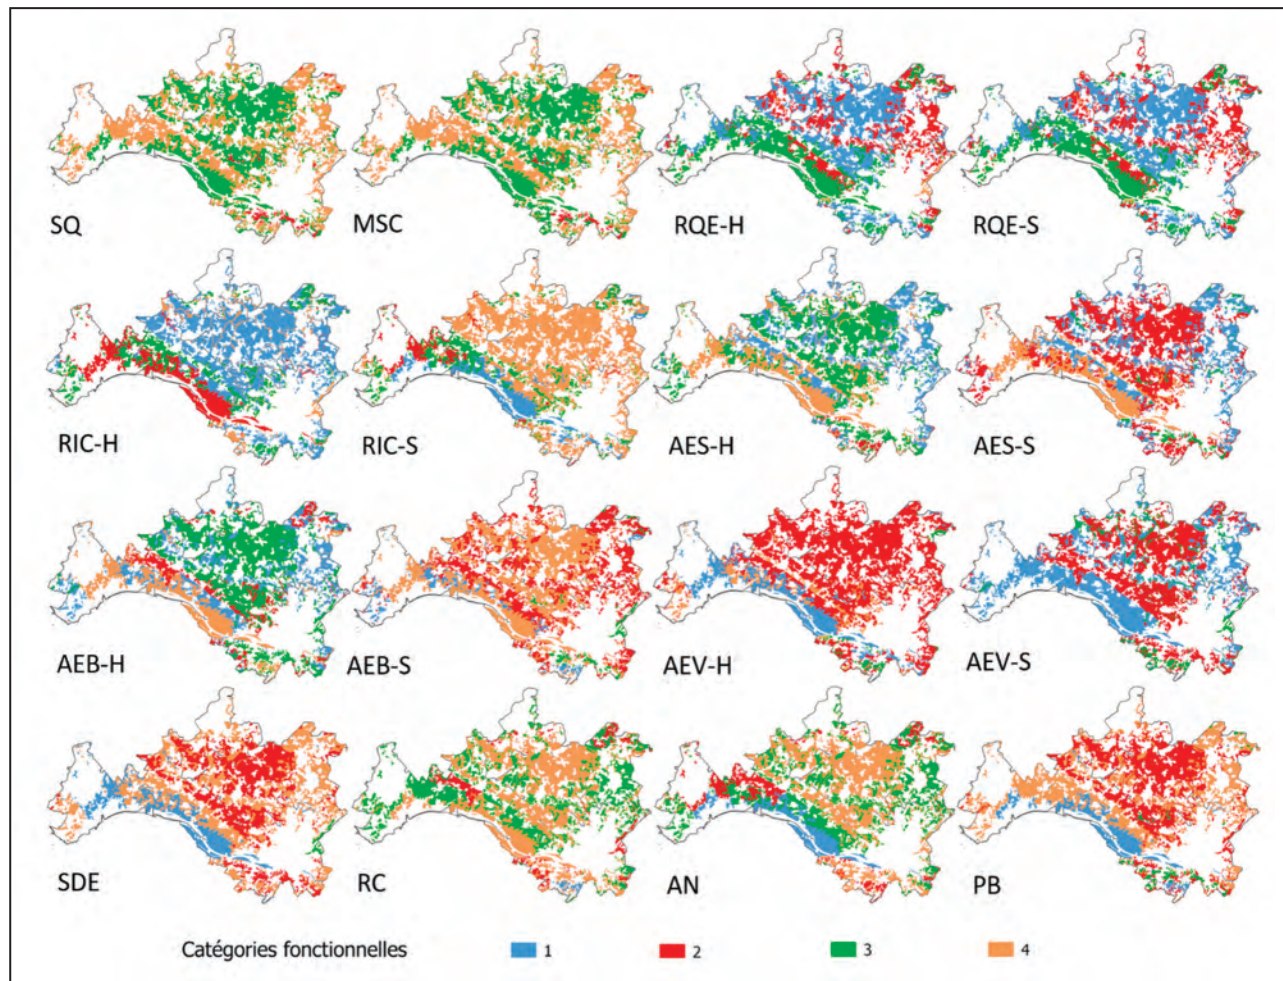 SQ MSC RQE-H RQE-S
RIC-H RIC-S AES-H AES-S
AEB-H AEB-S AEV-H AEV-S
SDE RC AN PB
Catégories fonctionnelles 1 2 3 4